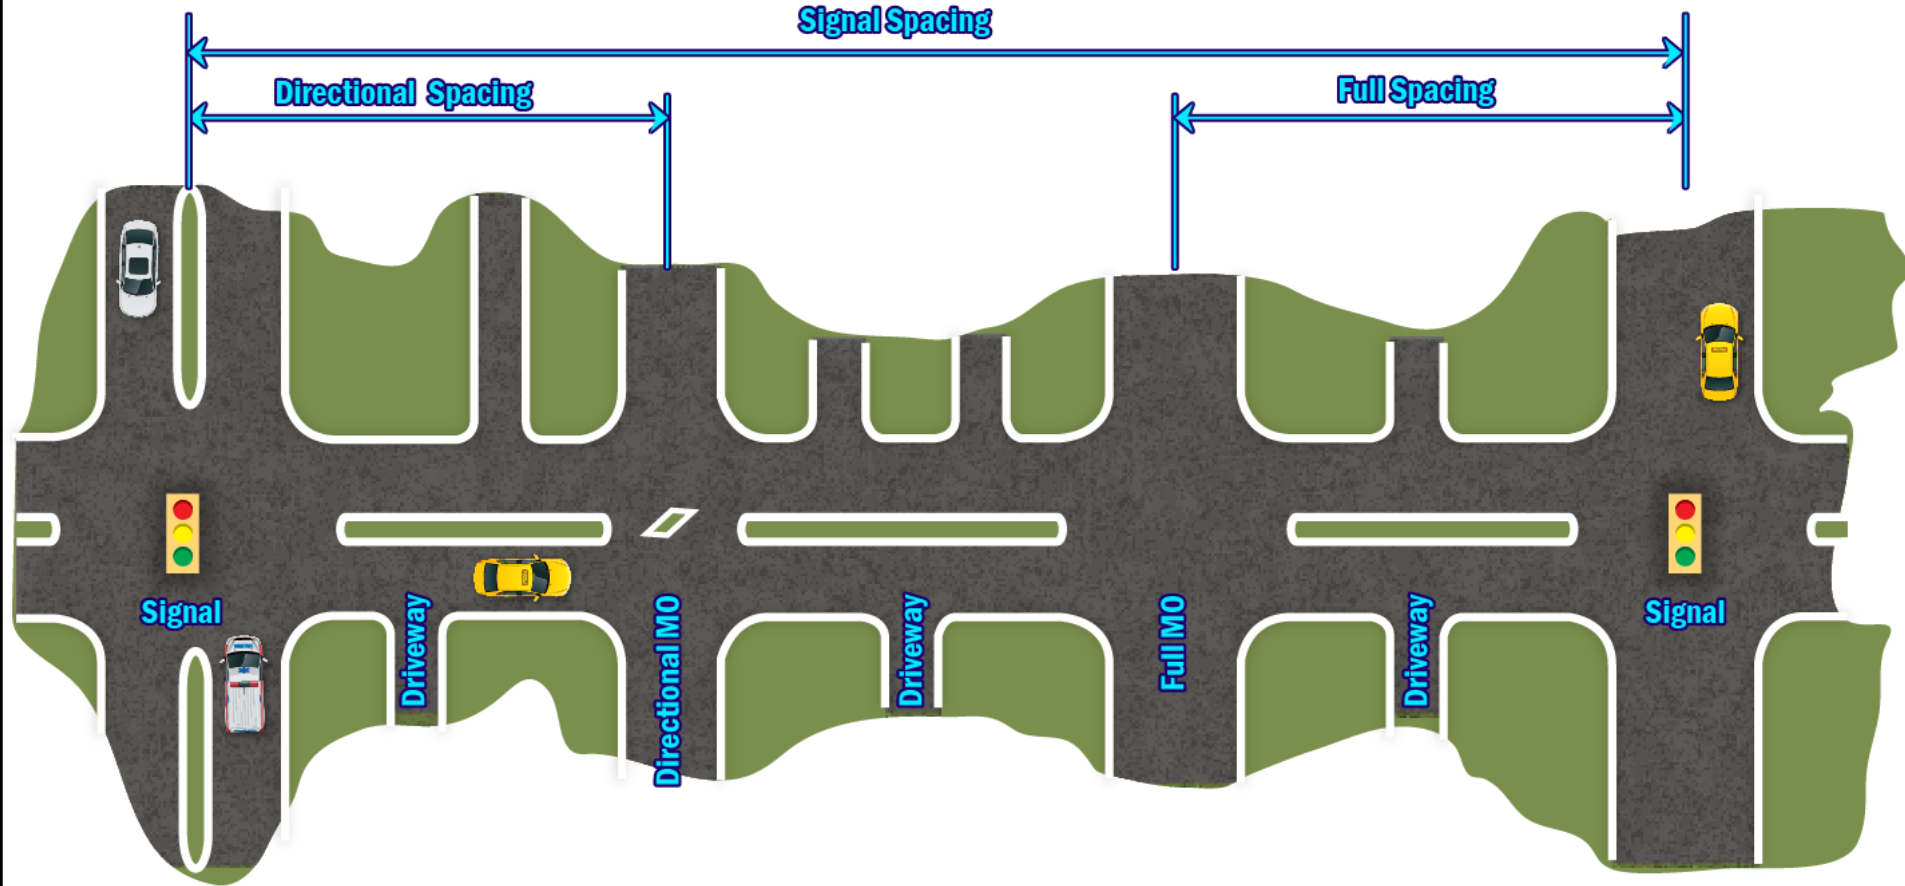 Signal Spacing
Directional Spacing
Full Spacing
Signal
Signal
Driveway
Directional MO
Driveway
Full MO
Driveway